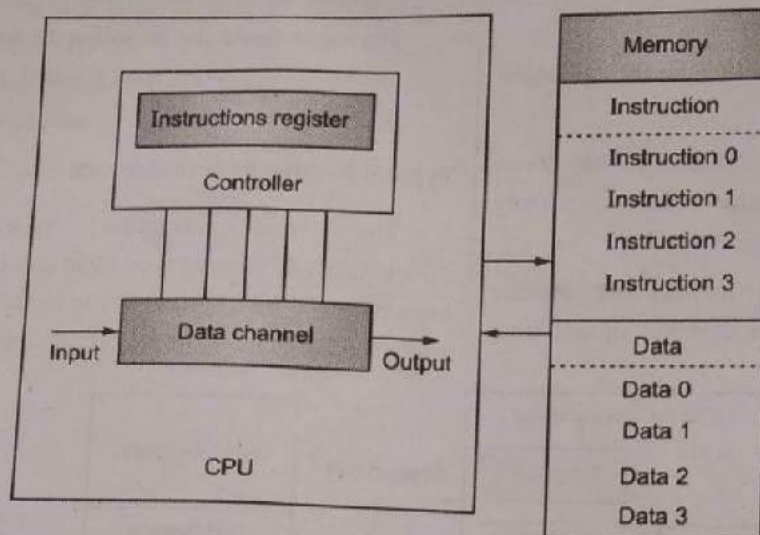 Instructions register
Controller
Data channel
Input
Output
CPU
Memory
Instruction
Instruction 0
Instruction 1
Instruction 2
Instruction 3
Data
Data 0
Data 1
Data 2
Data 3